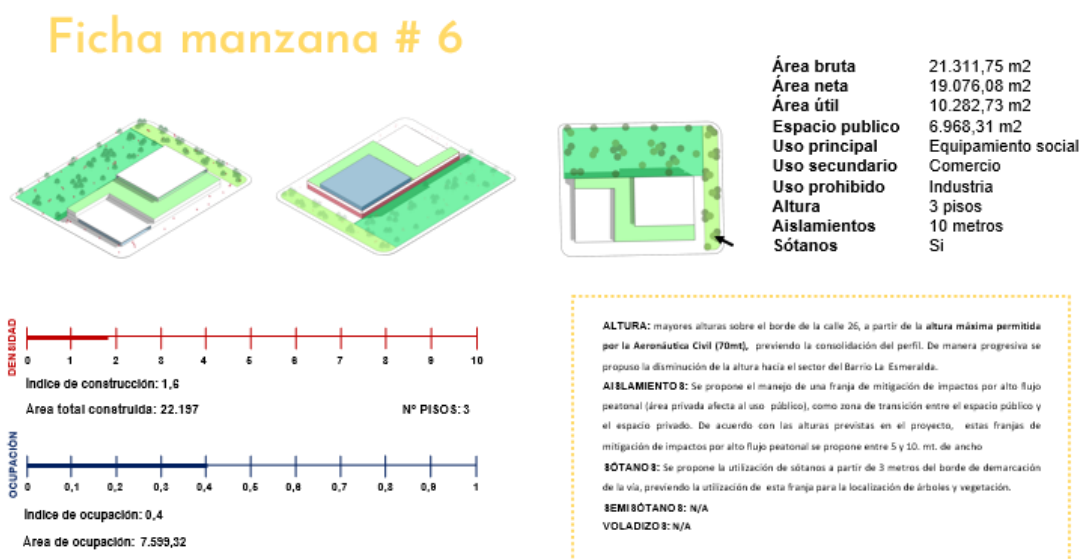 Ficha manzana # 6
Área bruta 21.311,75 m2
Área neta 19.076,08 m2
Área útil 10.282,73 m2
Espacio publico 6.968,31 m2
Uso principal Equipamiento social
Uso secundario Comercio
Uso prohibido Industria
Altura 3 pisos
Aislamientos 10 metros
Sótanos Si
DENSIDAD
0 1 2 3 4 5 6 7 8 9 10
Índice de construcción: 1,6
Area total construida: 22.197 Nº PISOS: 3
OCUPACIÓN
0 0,1 0,2 0,3 0,4 0,5 0,6 0,7 0,8 0,9 1
Índice de ocupación: 0,4
Area de ocupación: 7.599,32
ALTURA: mayores alturas sobre el borde de la calle 26, a partir de la altura máxima permitida
por la Aeronáutica Civil (70mt), previendo la consolidación del perfil. De manera progresiva se
propuso la disminución de la altura hacia el sector del Barrio La Esmeralda.
AISLAMIENTOS: Se propone el manejo de una franja de mitigación de impactos por alto flujo
peatonal (área privada afecta al uso público), como zona de transición entre el espacio público y
el espacio privado. De acuerdo con las alturas previstas en el proyecto, estas franjas de
mitigación de impactos por alto flujo peatonal se propone entre 5 y 10. mt. de ancho
SÓTANOS: Se propone la utilización de sótanos a partir de 3 metros del borde de demarcación
de la vía, previendo la utilización de esta franja para la localización de árboles y vegetación.
SEMISÓTANOS: N/A
VOLADIZOS: N/A